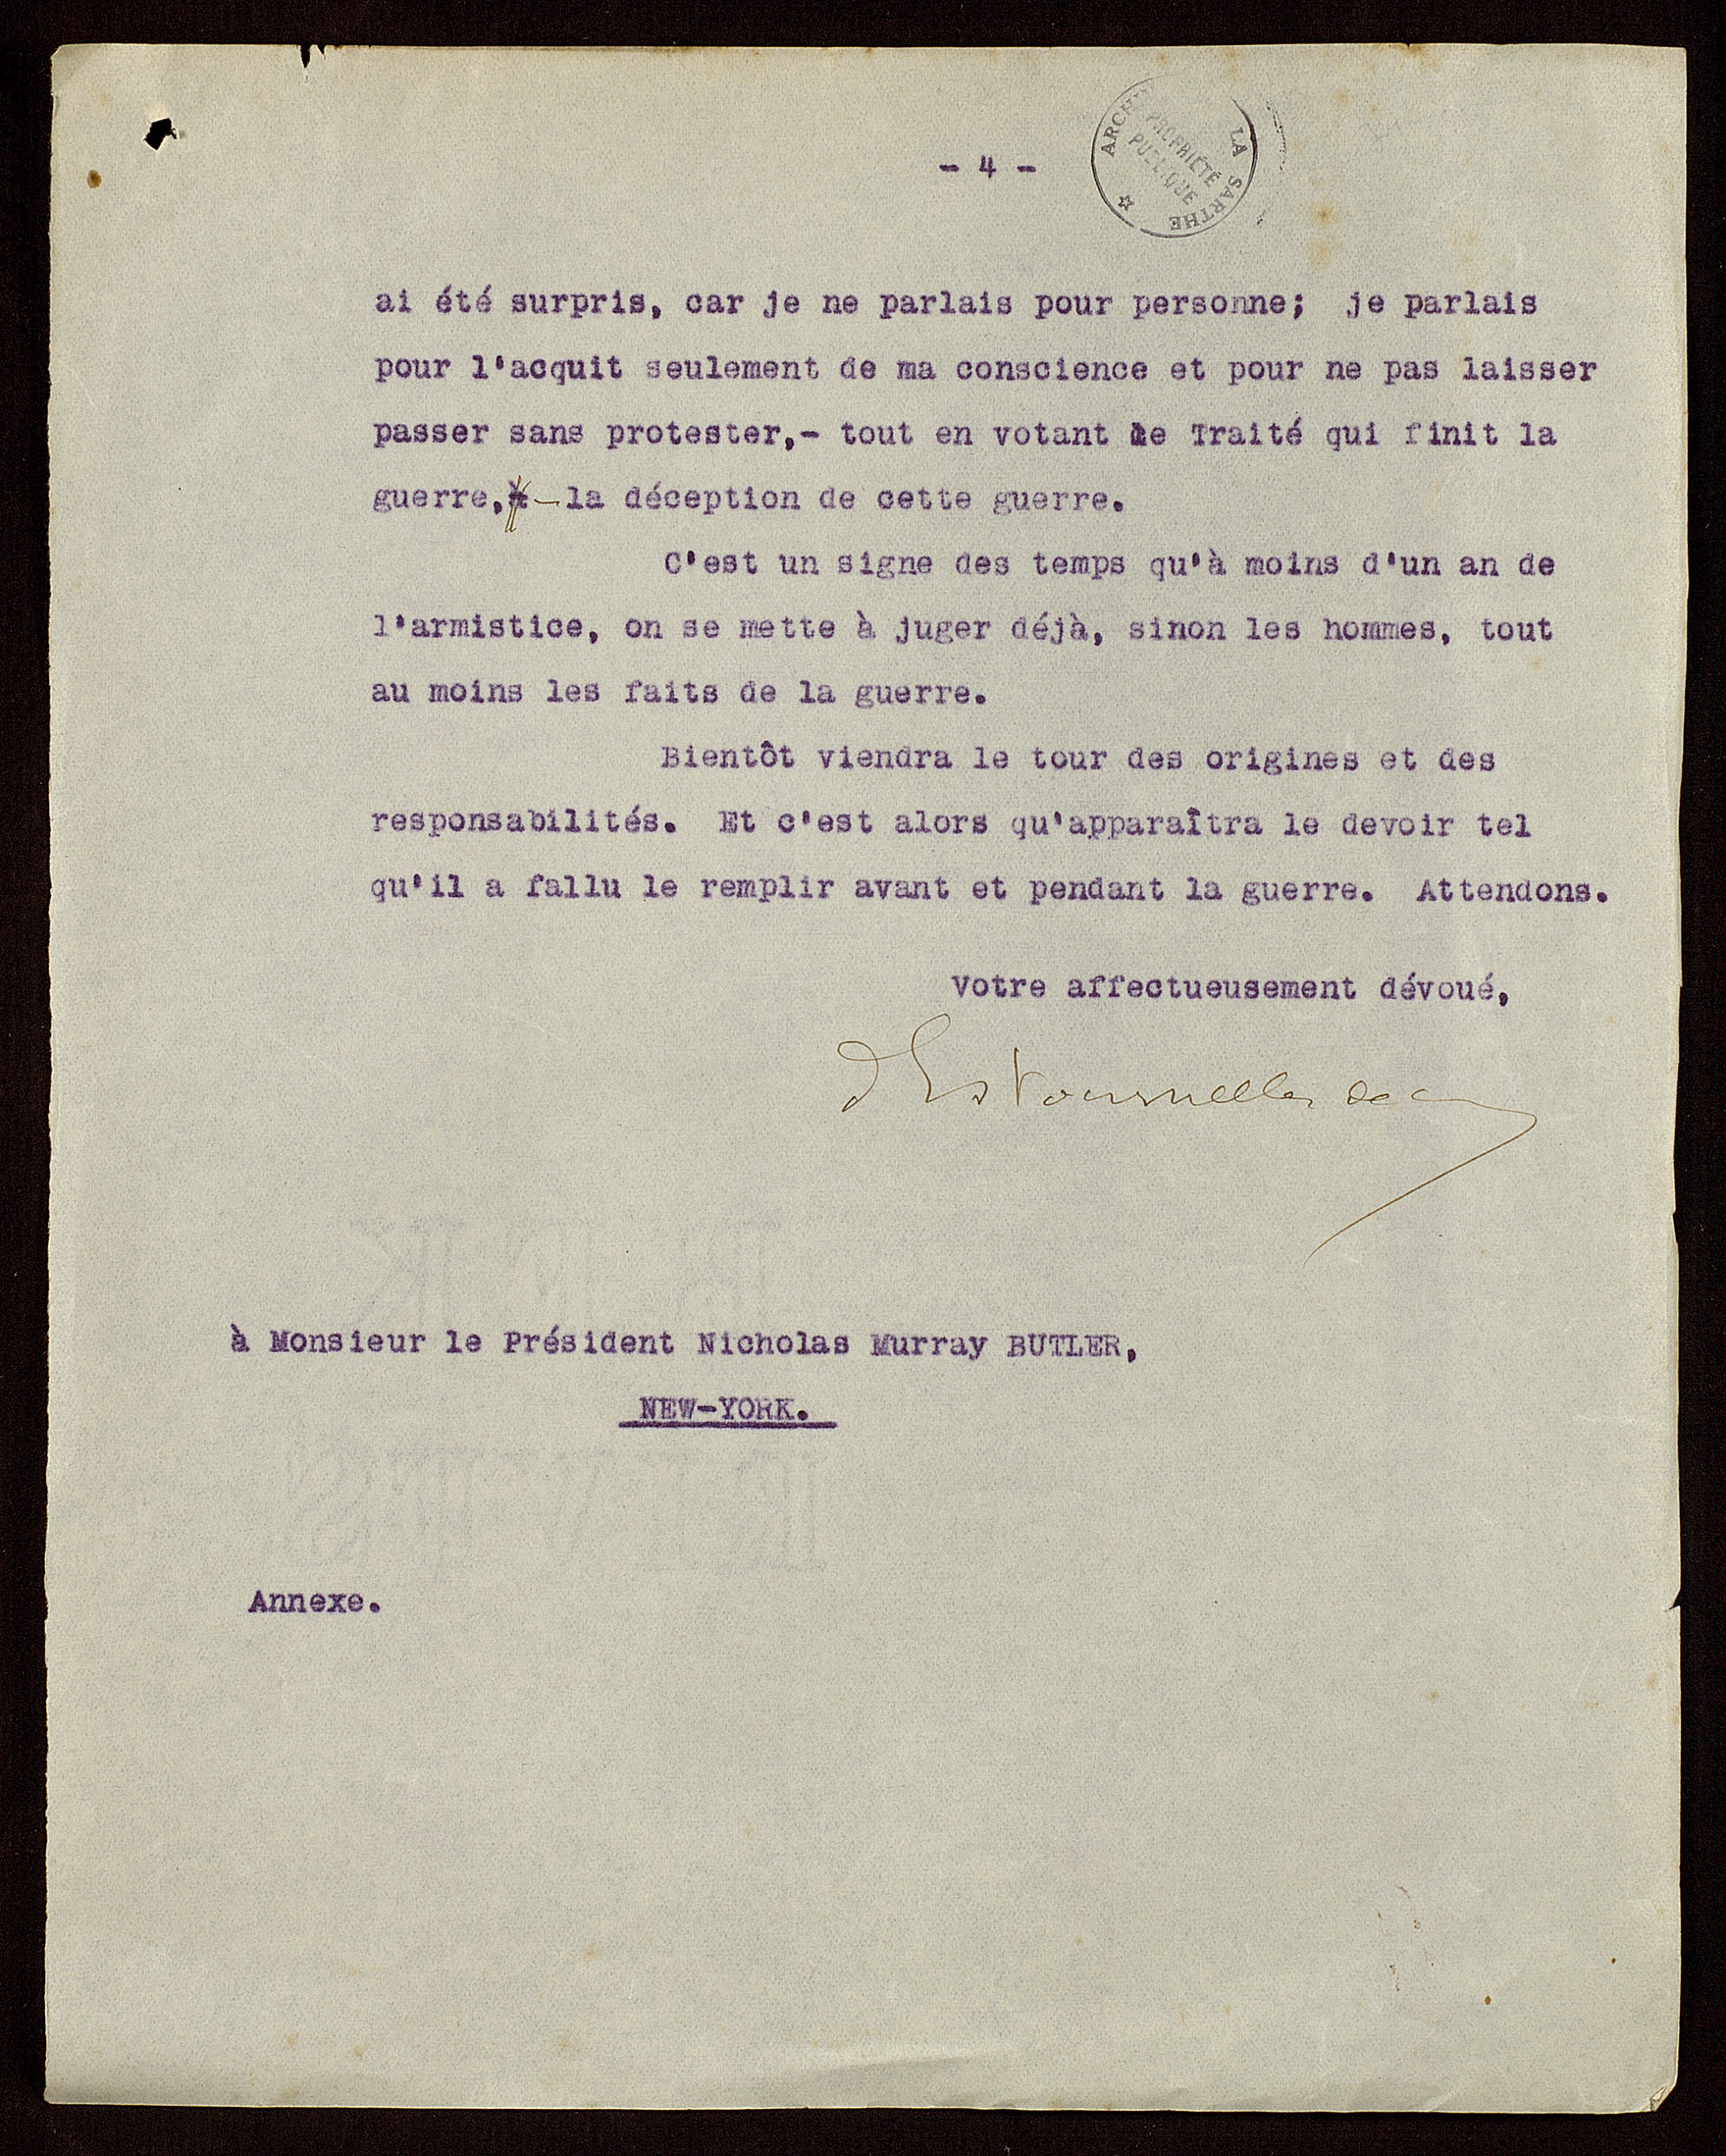 - 4 -
LA SARTHE
PROPRIÉTÉ
PUBLIQUE
ai été surpris, car je ne parlais pour personne; je parlais
pour l'acquit seulement de ma conscience et pour ne pas laisser
passer sans protester,- tout en votant le Traité qui finit la
guerre, — la déception de cette guerre.
C'est un signe des temps qu'à moins d'un an de
l'armistice, on se mette à juger déjà, sinon les hommes, tout
au moins les faits de la guerre.
Bientôt viendra le tour des origines et des
responsabilités. Et c'est alors qu'apparaîtra le devoir tel
qu'il a fallu le remplir avant et pendant la guerre. Attendons.
Votre affectueusement dévoué,
d'Estournelles de
à Monsieur le Président Nicholas Murray BUTLER,
NEW-YORK.
Annexe.